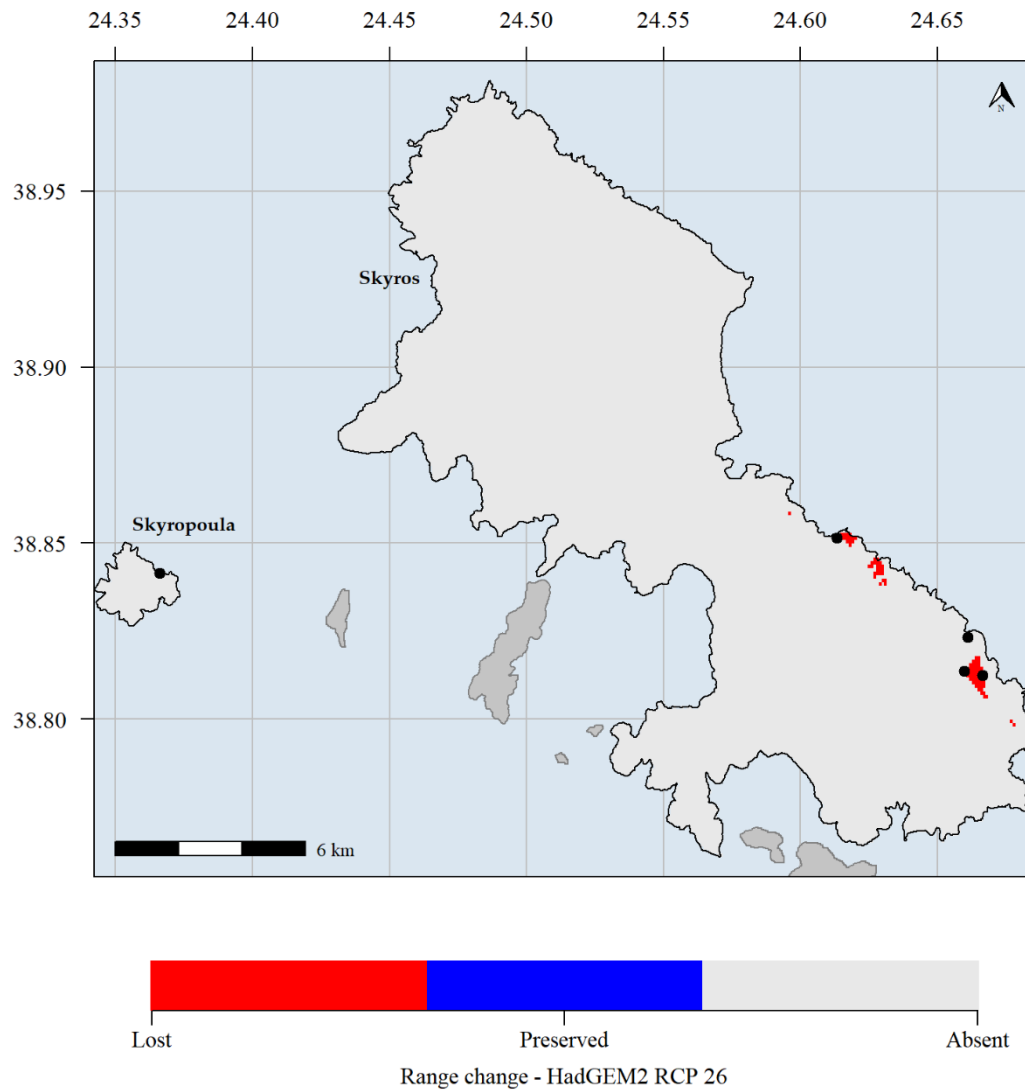 24.35 24.40 24.45 24.50 24.55 24.60 24.65
N
38.95
Skyros
38.90
Skyropoula
38.85
38.80
6 km
Lost Preserved Absent
Range change - HadGEM2 RCP 26